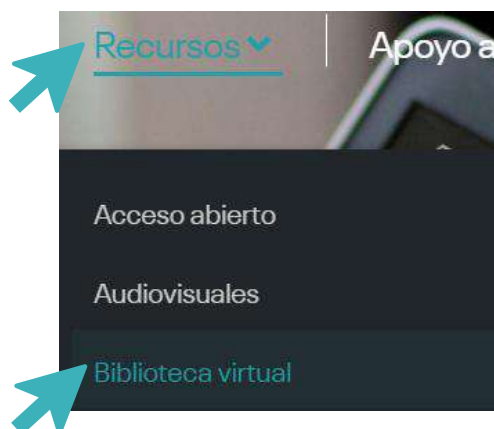 Recursos
Apoyo a
Acceso abierto
Audiovisuales
Biblioteca virtual